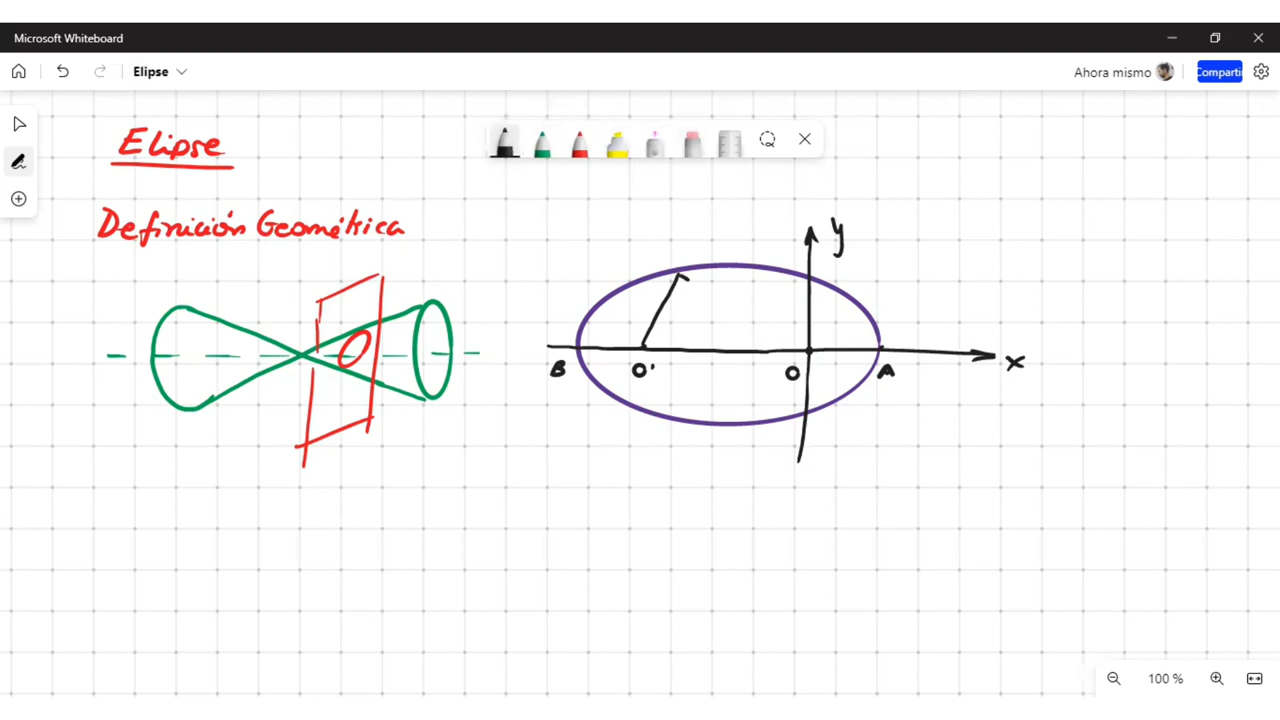 Microsoft Whiteboard
Elipse
Ahora mismo
Comparti
Elipse
Definición Geométrica
y
B
O'
O
A
x
100 %